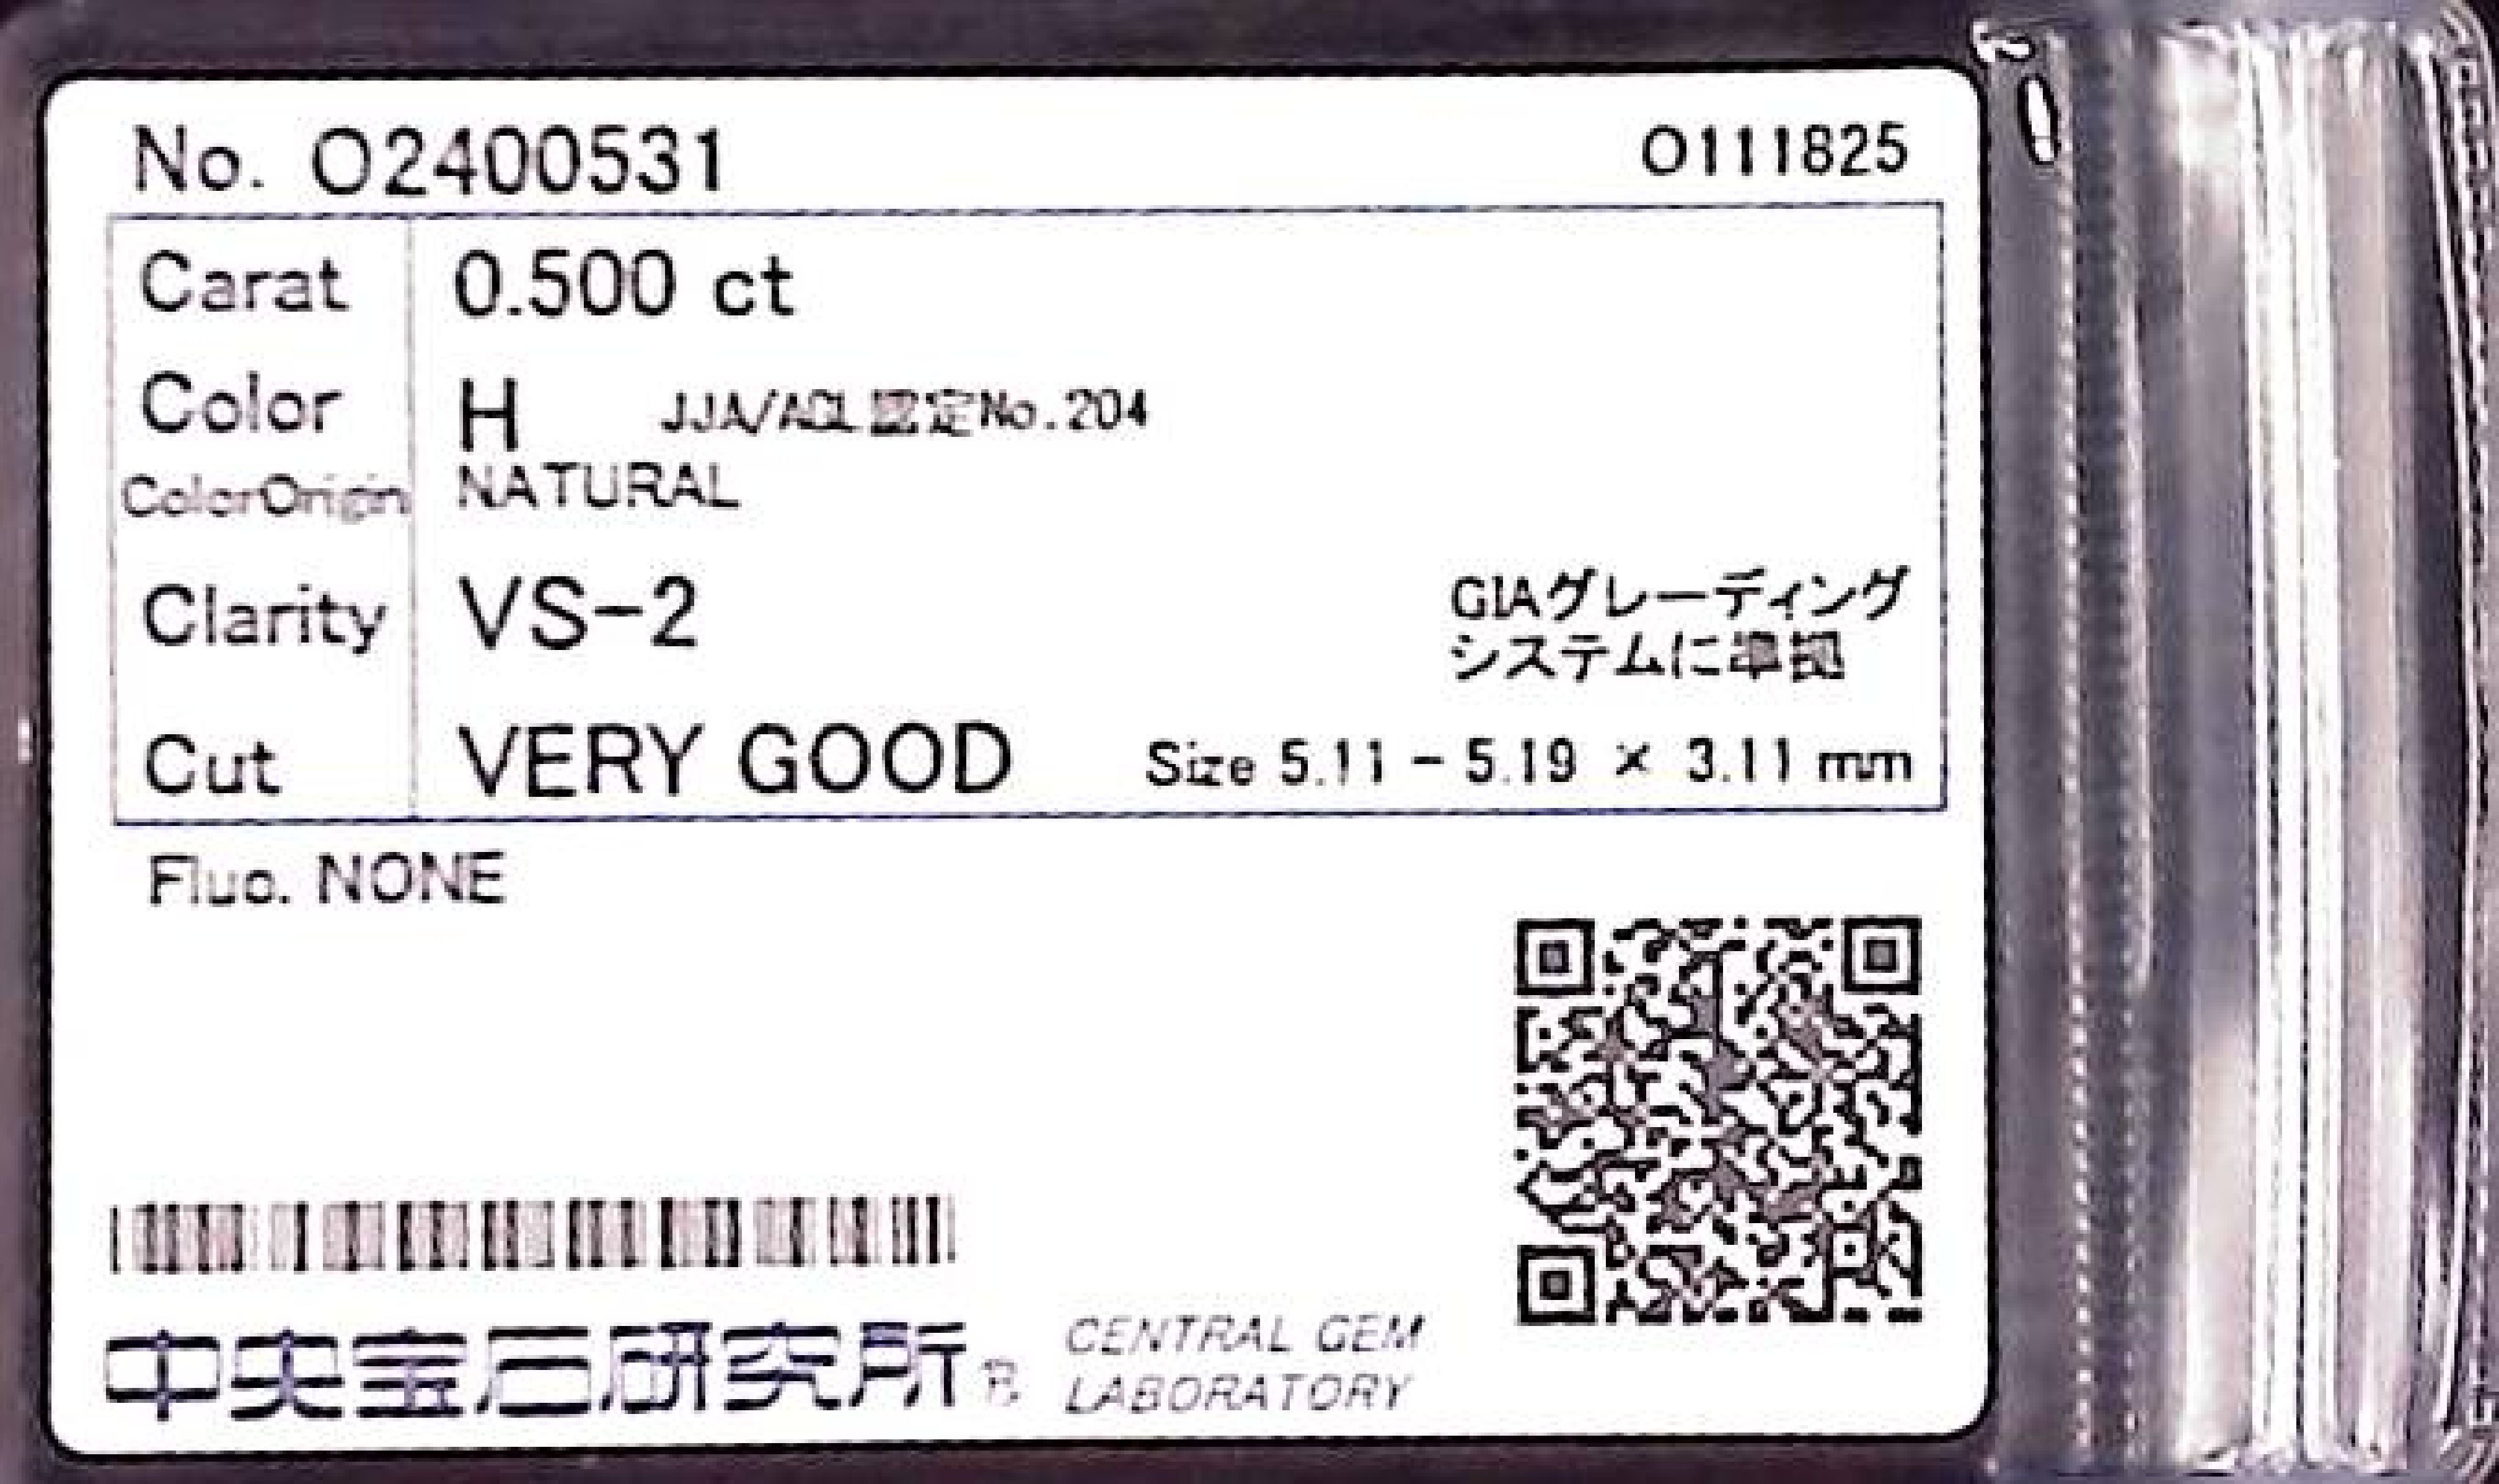 No. O2400531 O111825
Carat 0.500 ct
Color H JJA/AGL認定No.204
ColorOrigin NATURAL
Clarity VS-2 GIAグレーディング
システムに準拠
Cut VERY GOOD Size 5.11 - 5.19 × 3.11 mm
Fluo. NONE
中央宝石研究所 CENTRAL GEM
LABORATORY